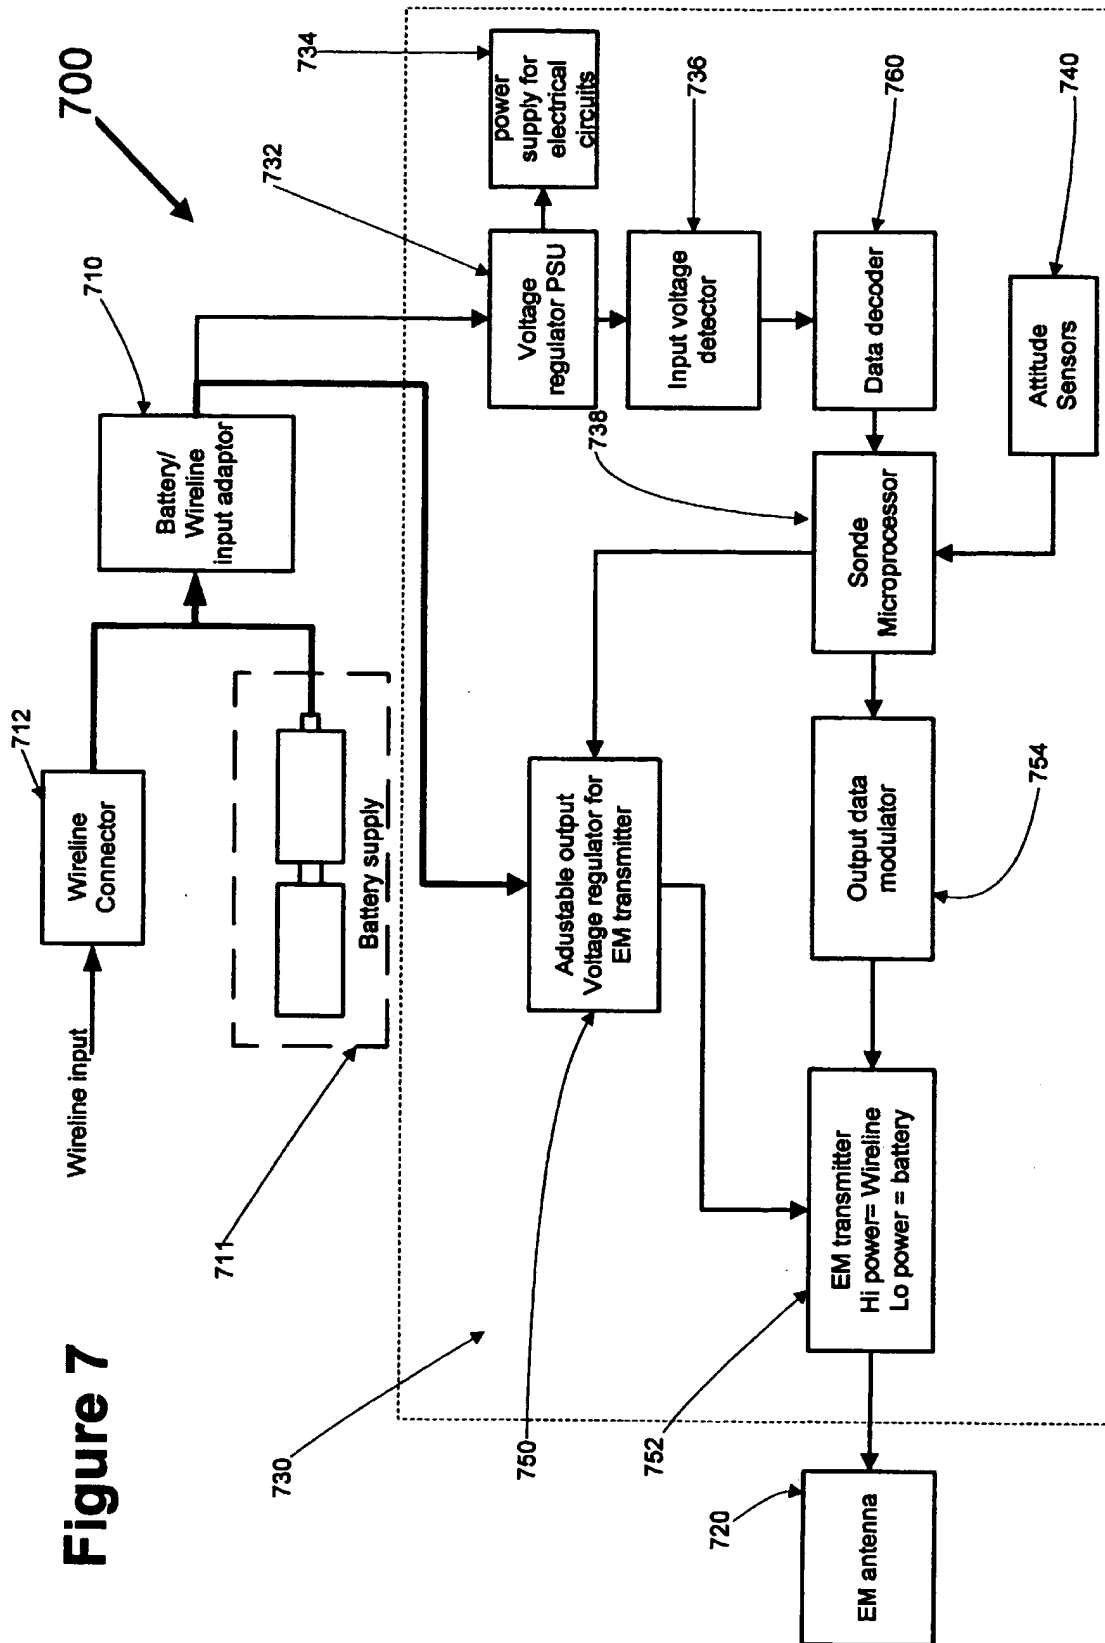 Figure 7
700
Wireline input
Wireline
Connector
712
Battery supply
711
Battery/
Wireline
input adaptor
710
730
732
Voltage
regulator PSU
734
power
supply for
electrical
circuits
736
Input voltage
detector
760
Data decoder
740
Attitude
Sensors
738
Sonde
Microprocessor
750
Adustable output
Voltage regulator for
EM transmitter
754
Output data
modulator
752
EM transmitter
Hi power= Wireline
Lo power = battery
720
EM antenna